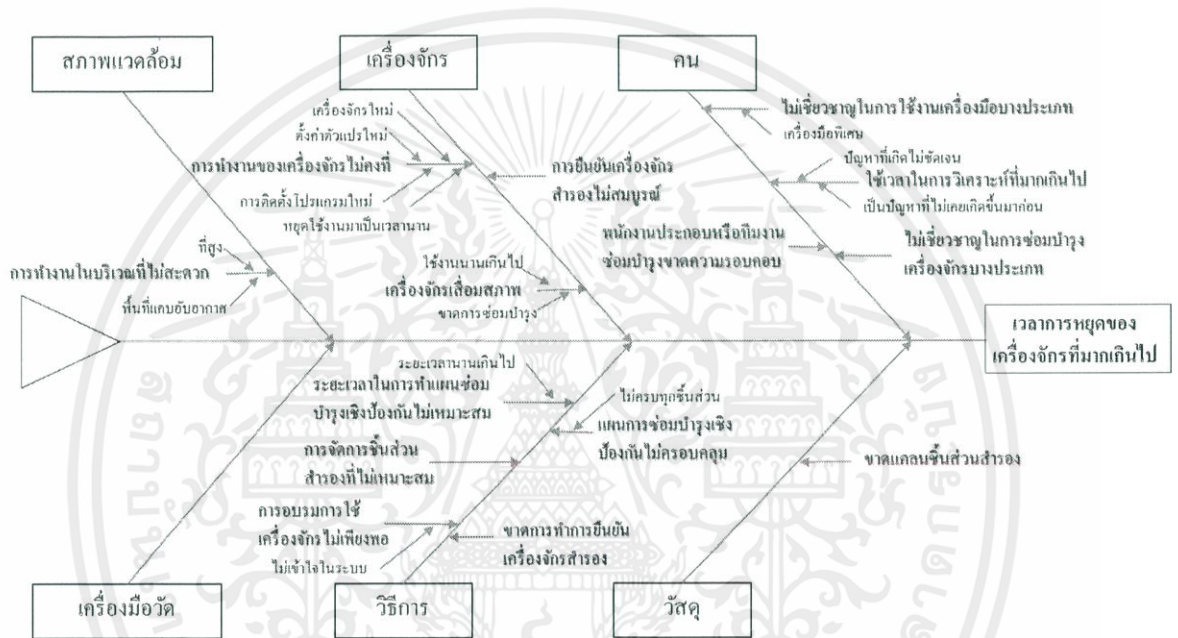 สภาพแวดล้อม
เครื่องจักร
คน
เครื่องจักรใหม่
ตั้งค่าตัวแปรใหม่
การทำงานของเครื่องจักรไม่คงที่
การติดตั้งโปรแกรมใหม่
หยุดใช้งานมาเป็นเวลานาน
การยืนยันเครื่องจักร
สำรองไม่สมบูรณ์
ไม่เชี่ยวชาญในการใช้งานเครื่องมือบางประเภท
เครื่องมือพิเศษ
ปัญหาที่เกิดไม่ชัดเจน
ใช้เวลาในการวิเคราะห์ที่มากเกินไป
เป็นปัญหาที่ไม่เคยเกิดขึ้นมาก่อน
พนักงานประกอบหรือทีมงาน
ซ่อมบำรุงขาดความรอบคอบ
ไม่เชี่ยวชาญในการซ่อมบำรุง
เครื่องจักรบางประเภท
ที่สูง
การทำงานในบริเวณที่ไม่สะดวก
พื้นที่แคบอับอากาศ
ใช้งานนานเกินไป
เครื่องจักรเสื่อมสภาพ
ขาดการซ่อมบำรุง
เวลาการหยุดของ
เครื่องจักรที่มากเกินไป
ระยะเวลานานเกินไป
ระยะเวลาในการทำแผนซ่อม
บำรุงเชิงป้องกันไม่เหมาะสม
ไม่ครบทุกชิ้นส่วน
แผนการซ่อมบำรุงเชิง
ป้องกันไม่ครอบคลุม
การจัดการชิ้นส่วน
สำรองที่ไม่เหมาะสม
ขาดแคลนชิ้นส่วนสำรอง
การอบรมการใช้
เครื่องจักรไม่เพียงพอ
ไม่เข้าใจในระบบ
ขาดการทำการยืนยัน
เครื่องจักรสำรอง
เครื่องมือวัด
วิธีการ
วัสดุ